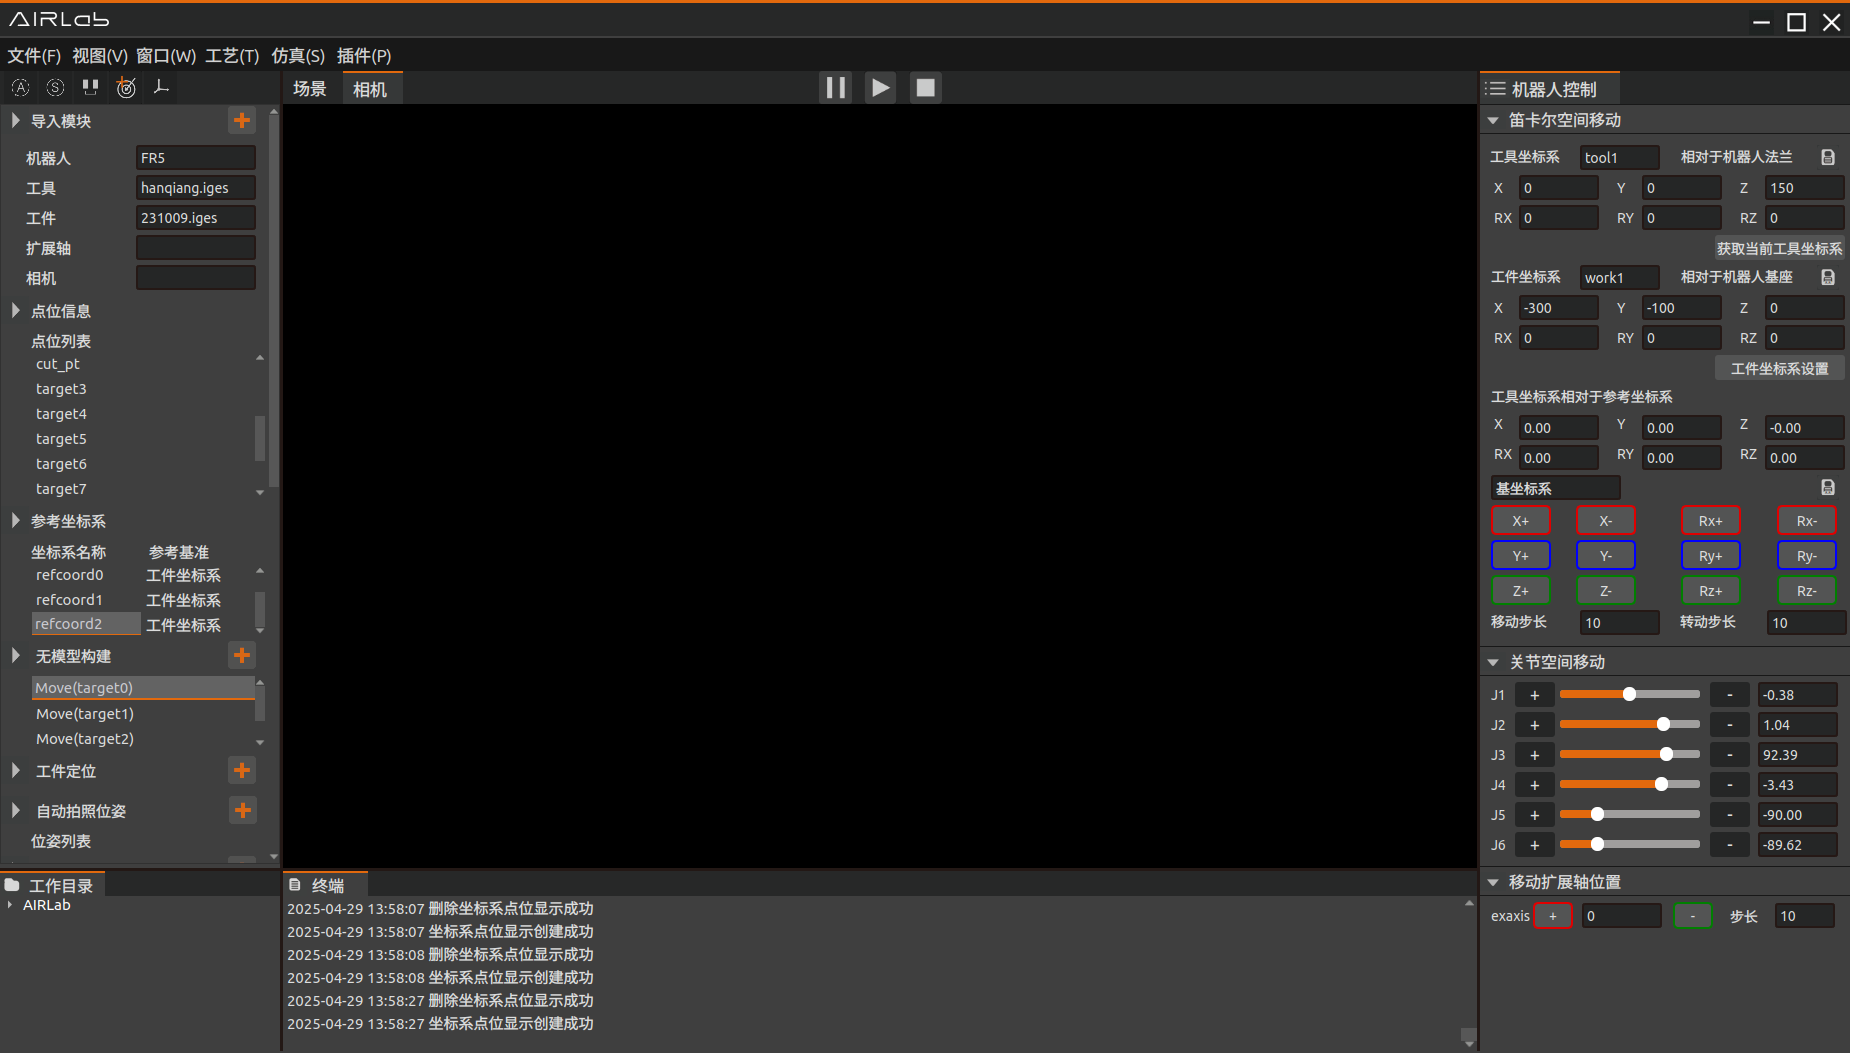 AIRLab
文件(F) 视图(V) 窗口(W) 工艺(T) 仿真(S) 插件(P)
A S
导入模块
机器人 FR5
工具 hanqiang.iges
工件 231009.iges
扩展轴
相机
点位信息
点位列表
cut_pt
target3
target4
target5
target6
target7
参考坐标系
坐标系名称 参考基准
refcoord0 工件坐标系
refcoord1 工件坐标系
refcoord2 工件坐标系
无模型构建
Move(target0)
Move(target1)
Move(target2)
工件定位
自动拍照位姿
位姿列表
工作目录
AIRLab
场景 相机
终端
2025-04-29 13:58:07 删除坐标系点位显示成功
2025-04-29 13:58:07 坐标系点位显示创建成功
2025-04-29 13:58:08 删除坐标系点位显示成功
2025-04-29 13:58:08 坐标系点位显示创建成功
2025-04-29 13:58:27 删除坐标系点位显示成功
2025-04-29 13:58:27 坐标系点位显示创建成功
机器人控制
笛卡尔空间移动
工具坐标系 tool1 相对于机器人法兰
X 0 Y 0 Z 150
RX 0 RY 0 RZ 0
获取当前工具坐标系
工件坐标系 work1 相对于机器人基座
X -300 Y -100 Z 0
RX 0 RY 0 RZ 0
工件坐标系设置
工具坐标系相对于参考坐标系
X 0.00 Y 0.00 Z -0.00
RX 0.00 RY 0.00 RZ 0.00
基坐标系
X+ X- Rx+ Rx-
Y+ Y- Ry+ Ry-
Z+ Z- Rz+ Rz-
移动步长 10 转动步长 10
关节空间移动
J1 + - -0.38
J2 + - 1.04
J3 + - 92.39
J4 + - -3.43
J5 + - -90.00
J6 + - -89.62
移动扩展轴位置
exaxis + 0 - 步长 10